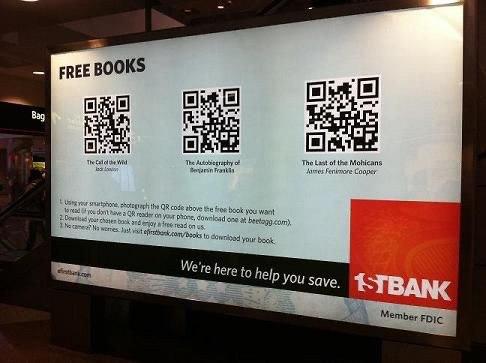 FREE BOOKS
Bag
The Call of the Wild
Jack London
The Autobiography of
Benjamin Franklin
The Last of the Mohicans
James Fenimore Cooper
1. Using your smartphone, photograph the QR code above the free book you want
to read (if you don't have a QR reader on your phone, download one at beetagg.com).
2. Download your chosen book and enjoy a free read on us.
3. No camera? No worries. Just visit efirstbank.com/books to download your book.
We're here to help you save.
1STBANK
efirstbank.com
Member FDIC